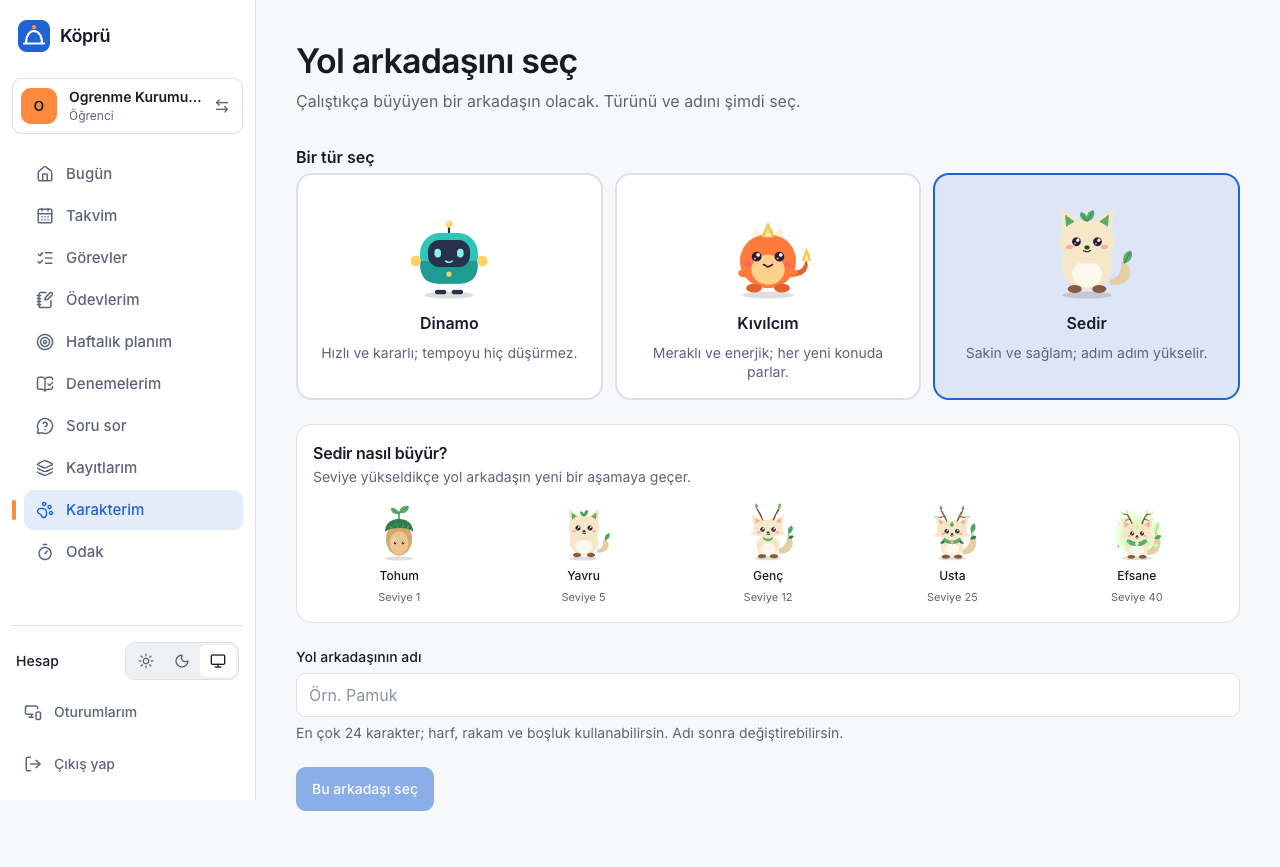 Köprü
O
Ogrenme Kurumu...
Öğrenci
Bugün
Takvim
Görevler
Ödevlerim
Haftalık planım
Denemelerim
Soru sor
Kayıtlarım
Karakterim
Odak
Hesap
Oturumlarım
Çıkış yap
Yol arkadaşını seç
Çalıştıkça büyüyen bir arkadaşın olacak. Türünü ve adını şimdi seç.
Bir tür seç
Dinamo
Hızlı ve kararlı; tempoyu hiç düşürmez.
Kıvılcım
Meraklı ve enerjik; her yeni konuda
parlar.
Sedir
Sakin ve sağlam; adım adım yükselir.
Sedir nasıl büyür?
Seviye yükseldikçe yol arkadaşın yeni bir aşamaya geçer.
Tohum
Seviye 1
Yavru
Seviye 5
Genç
Seviye 12
Usta
Seviye 25
Efsane
Seviye 40
Yol arkadaşının adı
Örn. Pamuk
En çok 24 karakter; harf, rakam ve boşluk kullanabilirsin. Adı sonra değiştirebilirsin.
Bu arkadaşı seç